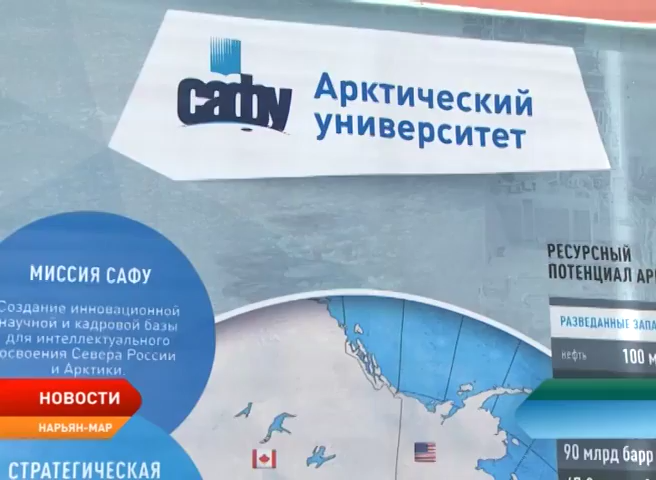 сафу
Арктический
университет
МИССИЯ САФУ
Создание инновационной
научной и кадровой базы
для интеллектуального
освоения Севера России
и Арктики.
РЕСУРСНЫЙ
ПОТЕНЦИАЛ
РАЗВЕДАННЫЕ
нефть 100
90 млрд барр
НОВОСТИ
НАРЬЯН-МАР
СТРАТЕГИЧЕСКАЯ